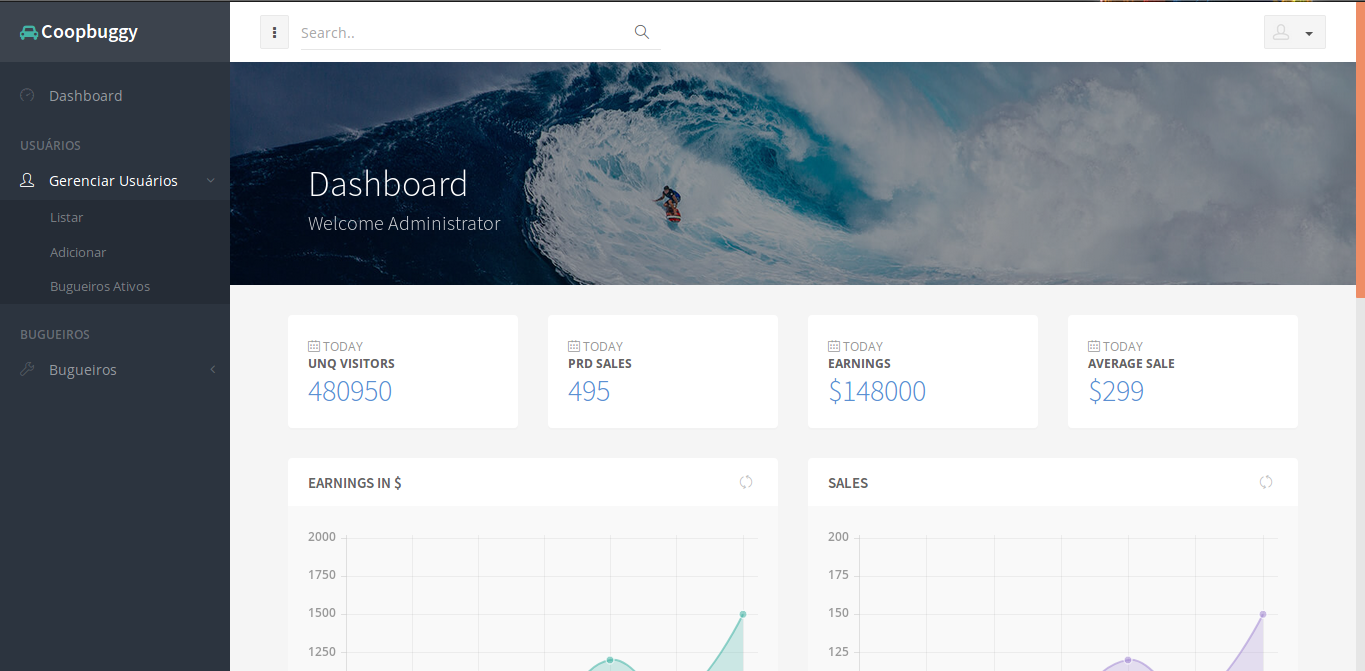 Coopbuggy
Search..
Dashboard
USUÁRIOS
Gerenciar Usuários
Listar
Adicionar
Bugueiros Ativos
BUGUEIROS
Bugueiros
Dashboard
Welcome Administrator
TODAY
UNQ VISITORS
480950
TODAY
PRD SALES
495
TODAY
EARNINGS
$148000
TODAY
AVERAGE SALE
$299
EARNINGS IN $
2000
1750
1500
1250
SALES
200
175
150
125